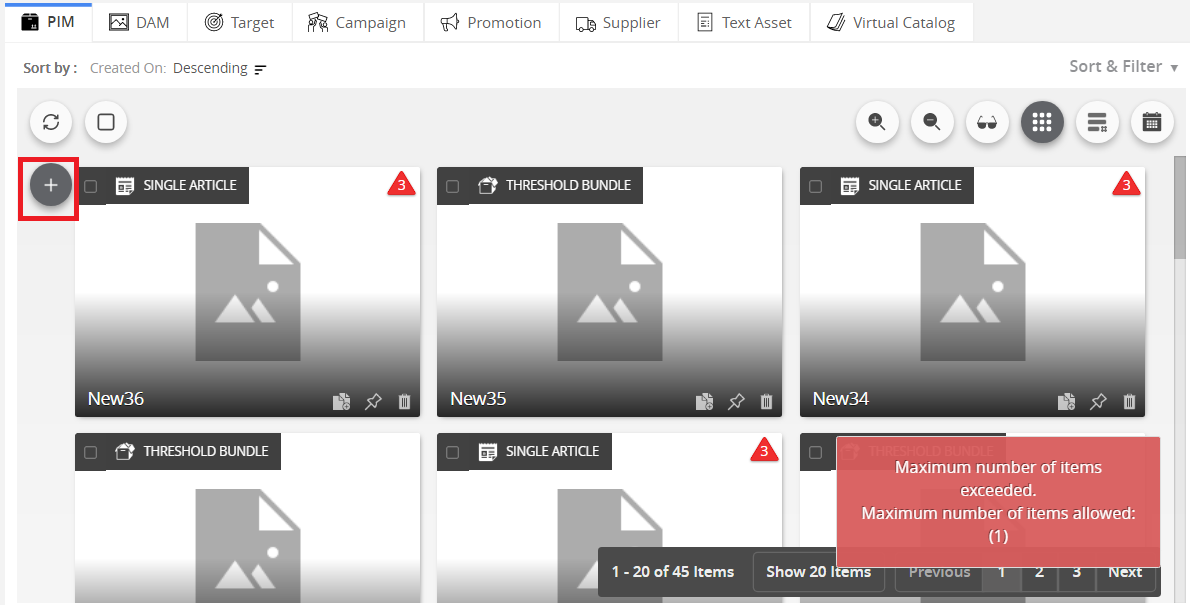 PIM DAM Target Campaign Promotion Supplier Text Asset Virtual Catalog
Sort by : Created On: Descending Sort & Filter
SINGLE ARTICLE 3 THRESHOLD BUNDLE SINGLE ARTICLE 3
New36 New35 New34
THRESHOLD BUNDLE SINGLE ARTICLE 3 THRESHOLD BUNDLE
Maximum number of items
exceeded.
Maximum number of items allowed:
(1)
1 - 20 of 45 Items Show 20 Items Previous 1 2 3 Next